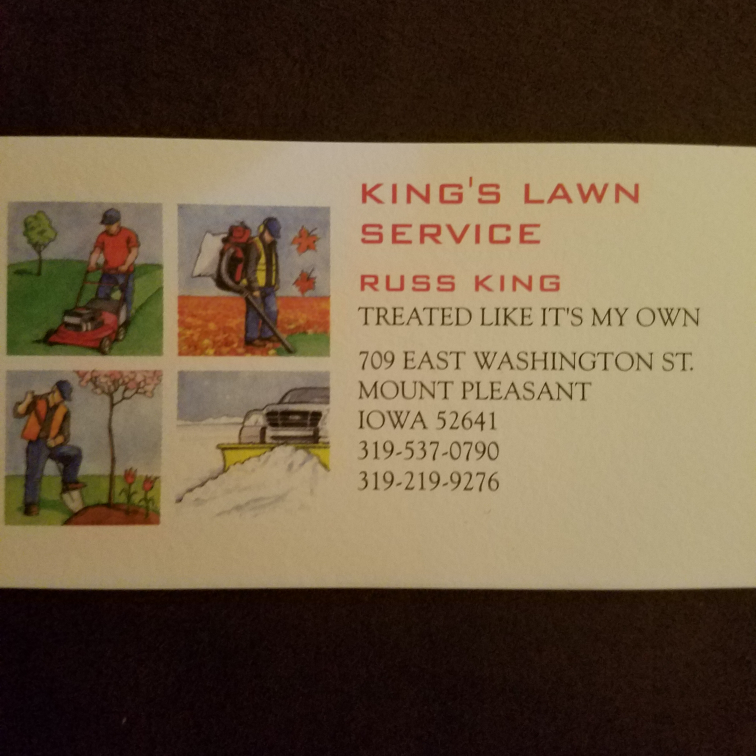 KING'S LAWN
SERVICE
RUSS KING
TREATED LIKE IT'S MY OWN
709 EAST WASHINGTON ST.
MOUNT PLEASANT
IOWA 52641
319-537-0790
319-219-9276